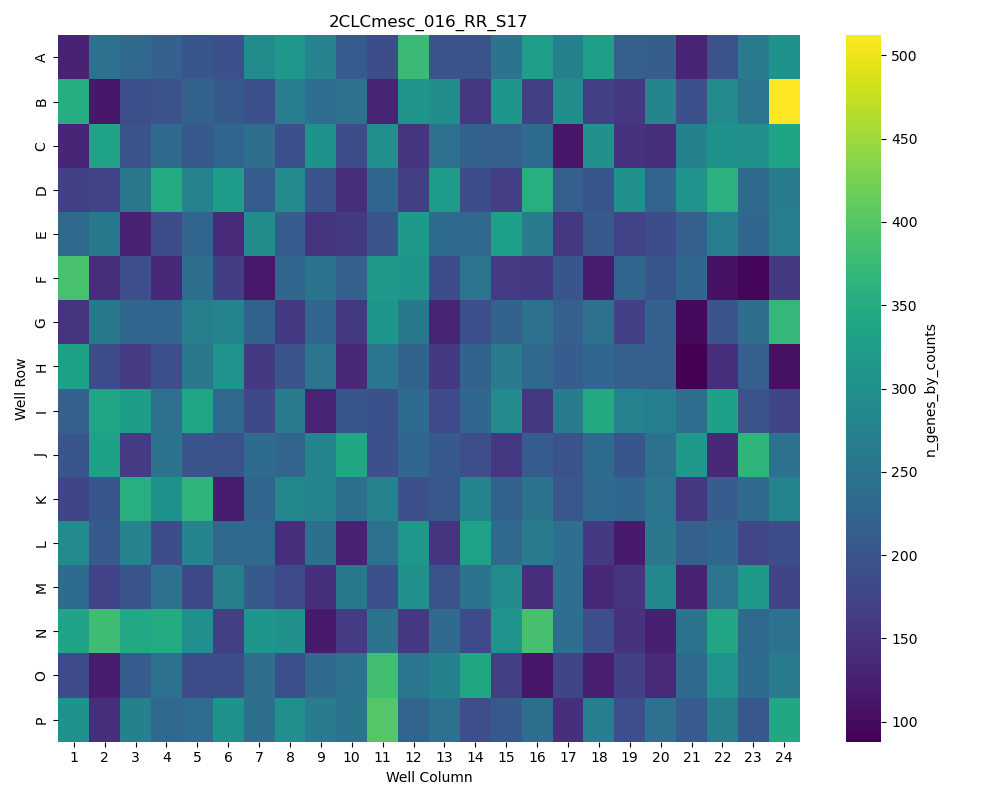 2CLCmesc_016_RR_S17
Well Row
A
B
C
D
E
F
G
H
I
J
K
L
M
N
O
P
1 2 3 4 5 6 7 8 9 10 11 12 13 14 15 16 17 18 19 20 21 22 23 24
Well Column
500
450
400
350
300
250
200
150
100
n_genes_by_counts